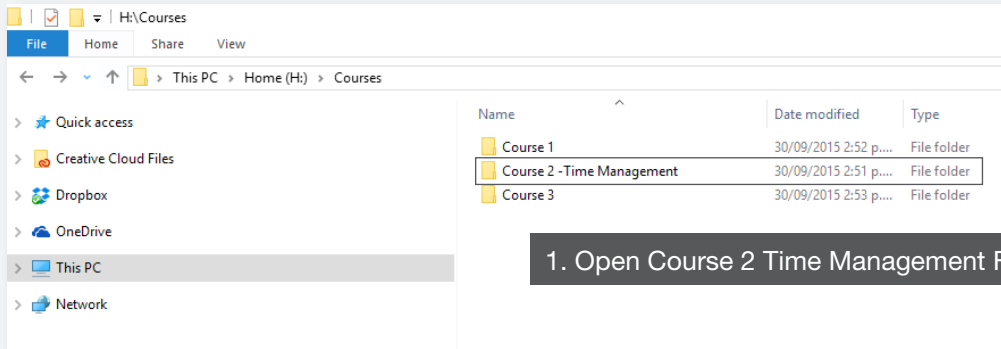 H:\Courses
File Home Share View
This PC > Home (H:) > Courses
Name Date modified Type
Quick access
Creative Cloud Files
Dropbox
OneDrive
This PC
Network
Course 1 30/09/2015 2:52 p.... File folder
Course 2 -Time Management 30/09/2015 2:51 p.... File folder
Course 3 30/09/2015 2:53 p.... File folder
1. Open Course 2 Time Management F